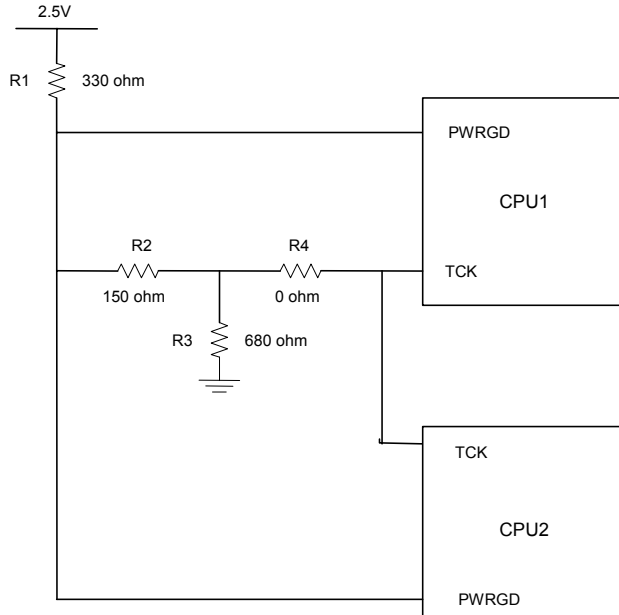 2.5V
R1 330 ohm
PWRGD
CPU1
R2 R4
TCK
150 ohm 0 ohm
R3 680 ohm
TCK
CPU2
PWRGD